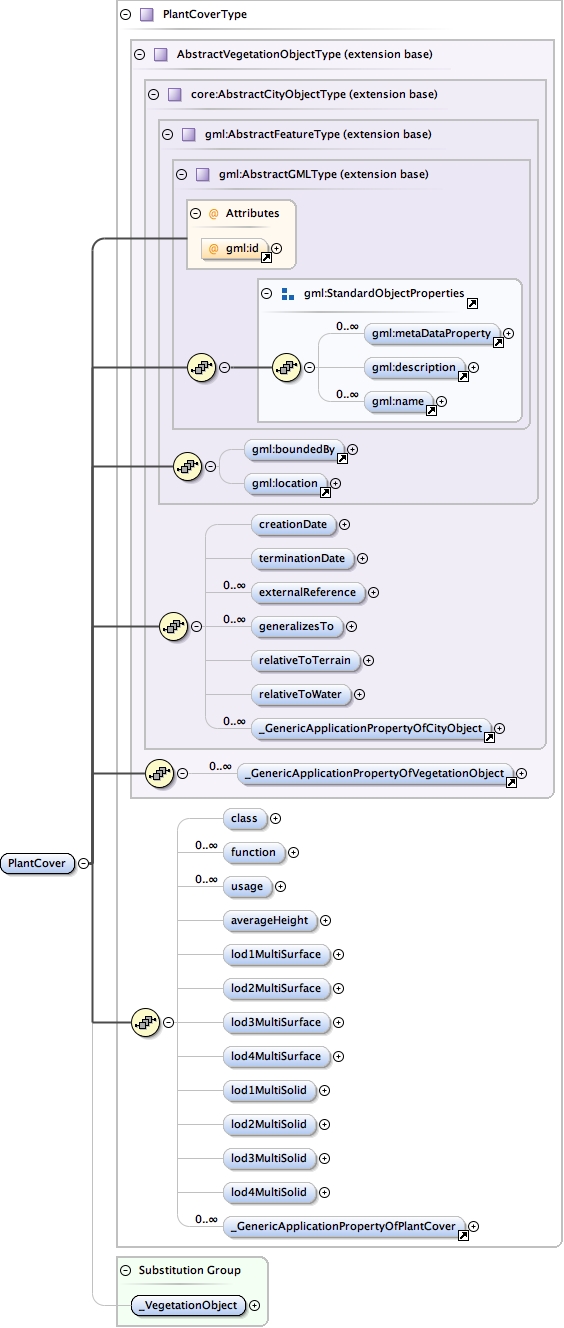 PlantCoverType
AbstractVegetationObjectType (extension base)
core:AbstractCityObjectType (extension base)
gml:AbstractFeatureType (extension base)
gml:AbstractGMLType (extension base)
@ Attributes
@ gml:id
gml:StandardObjectProperties
0..∞ gml:metaDataProperty
gml:description
0..∞ gml:name
gml:boundedBy
gml:location
creationDate
terminationDate
0..∞ externalReference
0..∞ generalizesTo
relativeToTerrain
relativeToWater
0..∞ _GenericApplicationPropertyOfCityObject
0..∞ _GenericApplicationPropertyOfVegetationObject
class
PlantCover
0..∞ function
0..∞ usage
averageHeight
lod1MultiSurface
lod2MultiSurface
lod3MultiSurface
lod4MultiSurface
lod1MultiSolid
lod2MultiSolid
lod3MultiSolid
lod4MultiSolid
0..∞ _GenericApplicationPropertyOfPlantCover
Substitution Group
_VegetationObject